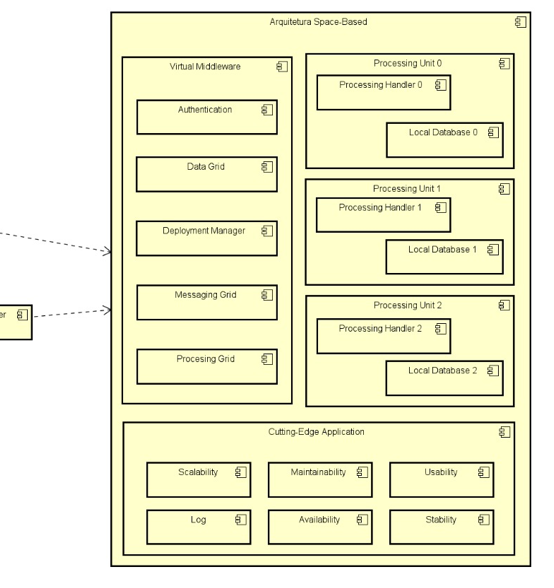 Arquitetura Space-Based
Virtual Middleware
Authentication
Data Grid
Deployment Manager
Messaging Grid
Procesing Grid
Processing Unit 0
Processing Handler 0
Local Database 0
Processing Unit 1
Processing Handler 1
Local Database 1
Processing Unit 2
Processing Handler 2
Local Database 2
Cutting-Edge Application
Scalability
Maintainability
Usability
Log
Availability
Stability